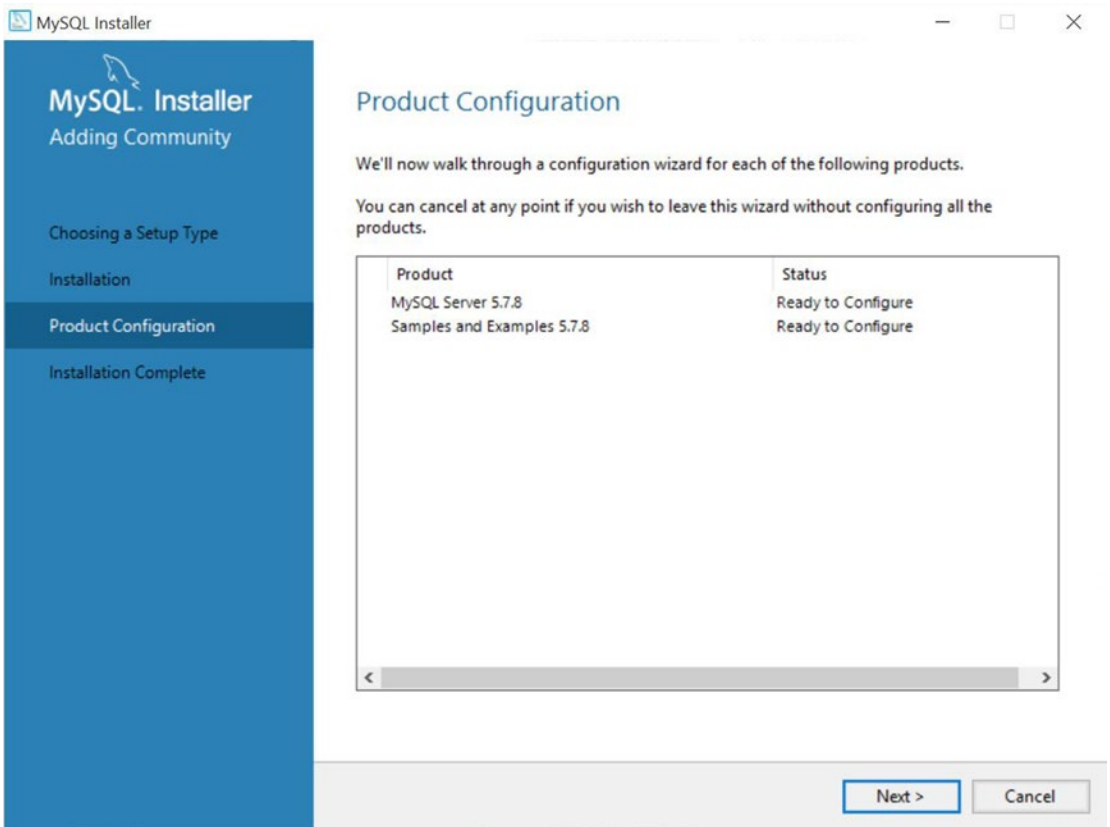 MySQL Installer
MySQL. Installer
Adding Community
Choosing a Setup Type
Installation
Product Configuration
Installation Complete
Product Configuration
We'll now walk through a configuration wizard for each of the following products.
You can cancel at any point if you wish to leave this wizard without configuring all the
products.
Product Status
MySQL Server 5.7.8 Ready to Configure
Samples and Examples 5.7.8 Ready to Configure
Next > Cancel